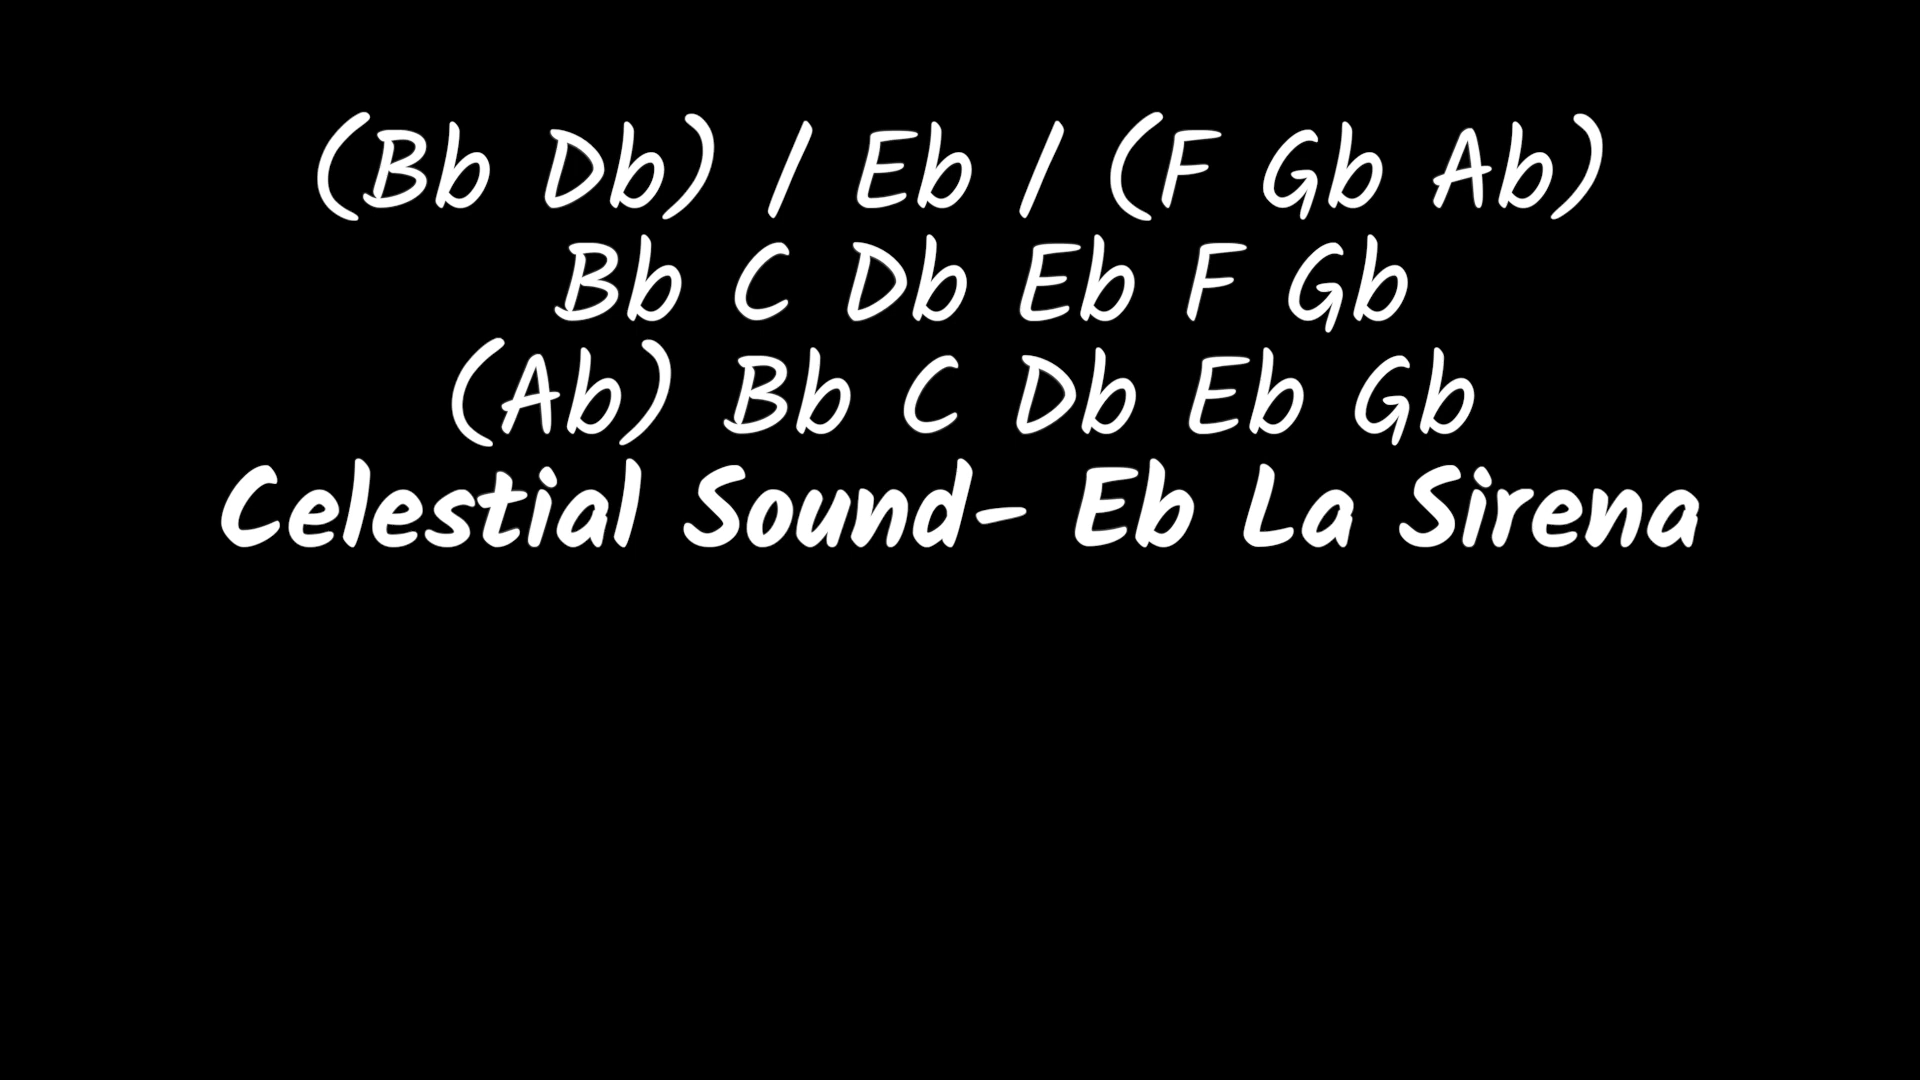 (Bb Db) / Eb / (F Gb Ab)
Bb C Db Eb F Gb
(Ab) Bb C Db Eb Gb
Celestial Sound- Eb La Sirena